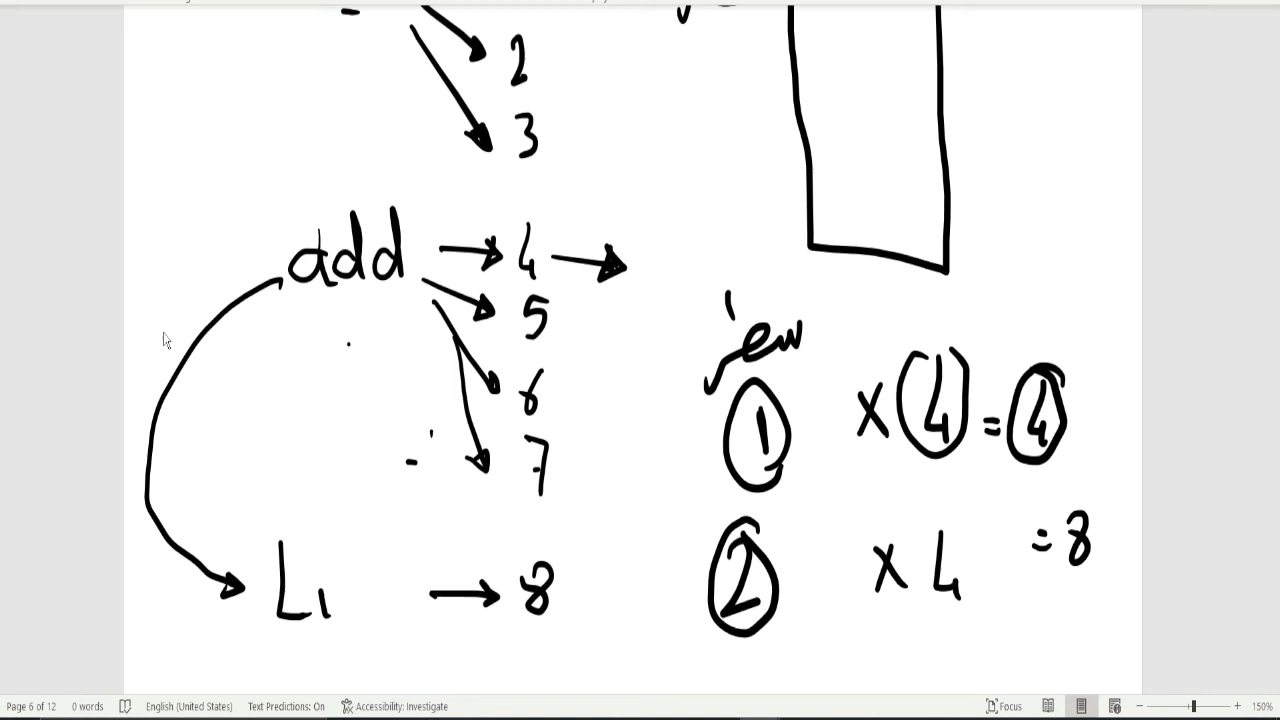 2
3
add → 4 →
5
6
7
L1 → 8
1 × (4) = 4
2 × 4 = 8
Page 6 of 12 0 words English (United States) Text Predictions: On Accessibility: Investigate Focus 150%